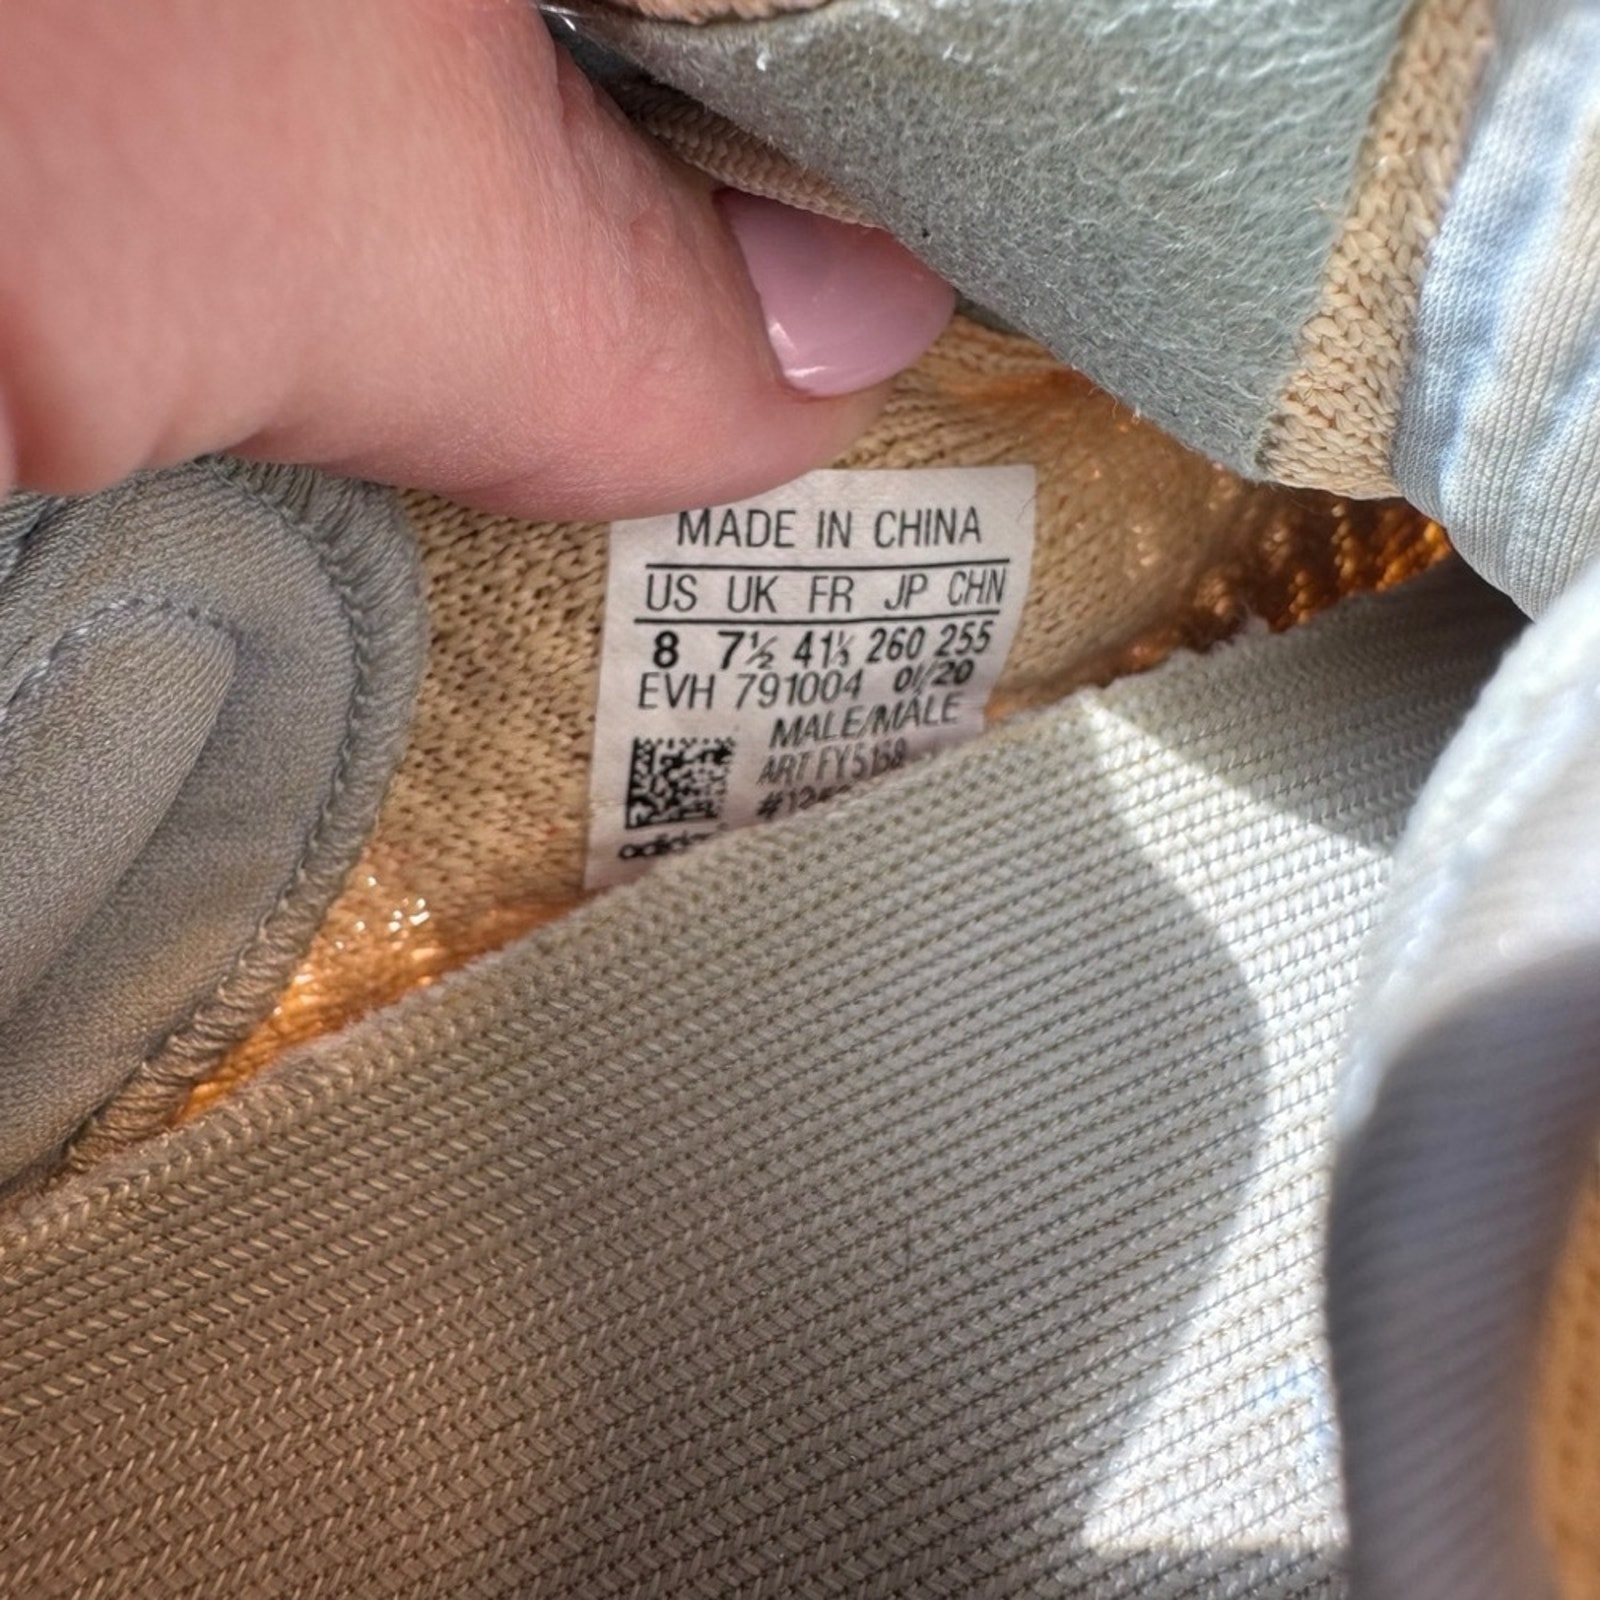 MADE IN CHINA
US UK FR JP CHN
8 7½ 41⅓ 260 255
EVH 791004 01/20
MALE/MÂLE
ART FY5158